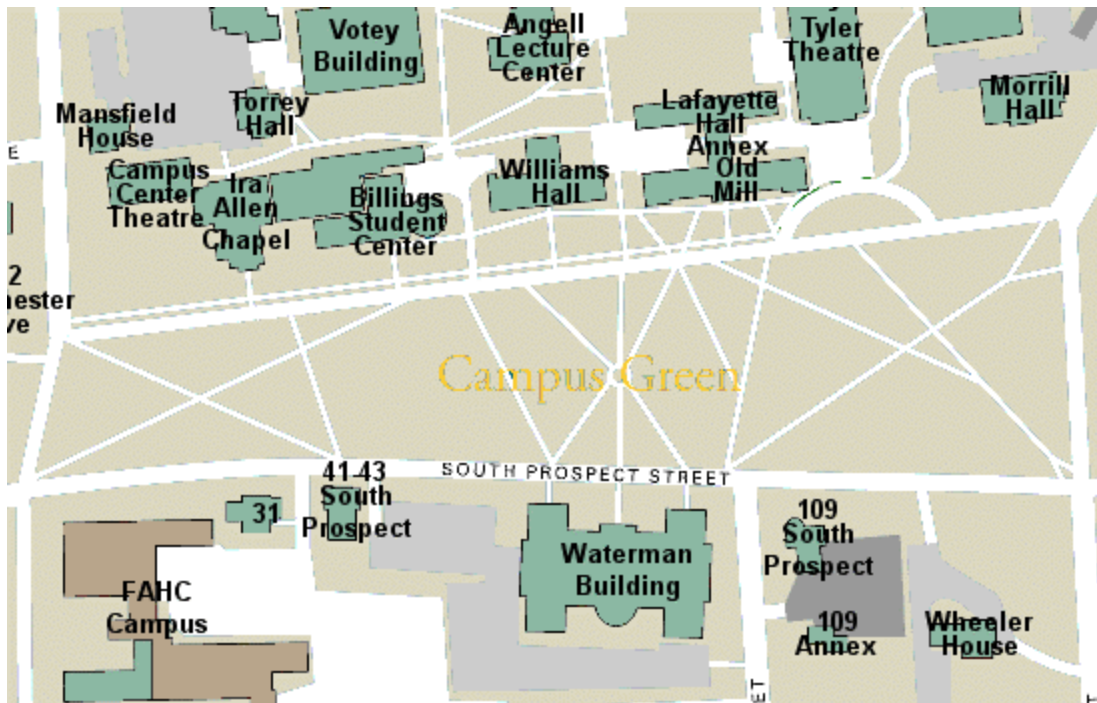 Votey
Building
Angell
Lecture
Center
Tyler
Theatre
Mansfield
House
Torrey
Hall
Lafayette
Hall
Annex
Morrill
Hall
E
Campus
Center
Theatre
Ira
Allen
Chapel
Billings
Student
Center
Williams
Hall
Old
Mill
2
Campus Green
SOUTH PROSPECT STREET
41-43
South
Prospect
31
109
South
Prospect
Waterman
Building
FAHC
Campus
109
Annex
Wheeler
House
ET